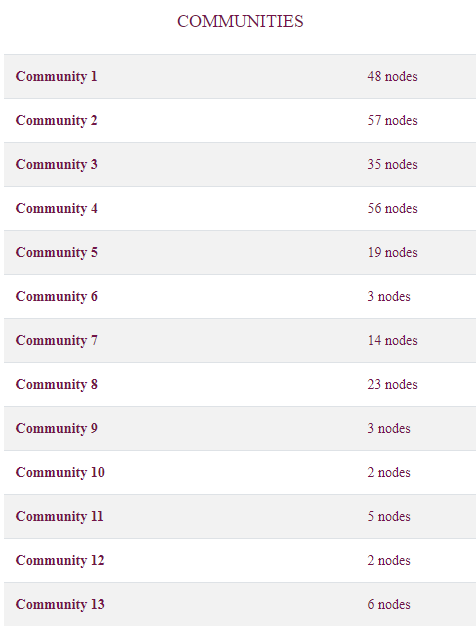 COMMUNITIES
Community 1 48 nodes
Community 2 57 nodes
Community 3 35 nodes
Community 4 56 nodes
Community 5 19 nodes
Community 6 3 nodes
Community 7 14 nodes
Community 8 23 nodes
Community 9 3 nodes
Community 10 2 nodes
Community 11 5 nodes
Community 12 2 nodes
Community 13 6 nodes